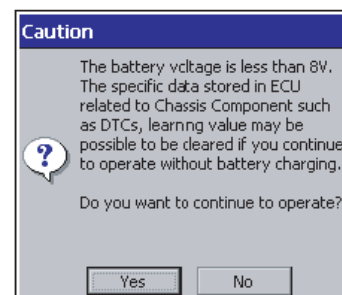 Caution
The battery vcltage is less than 8V.
The specific data stored in ECU
related to Chassis Component such
as DTCs, learnng value may be
possible to be cleared if you continue
to operate without battery charging.
Do you want to continue to operate?
Yes No